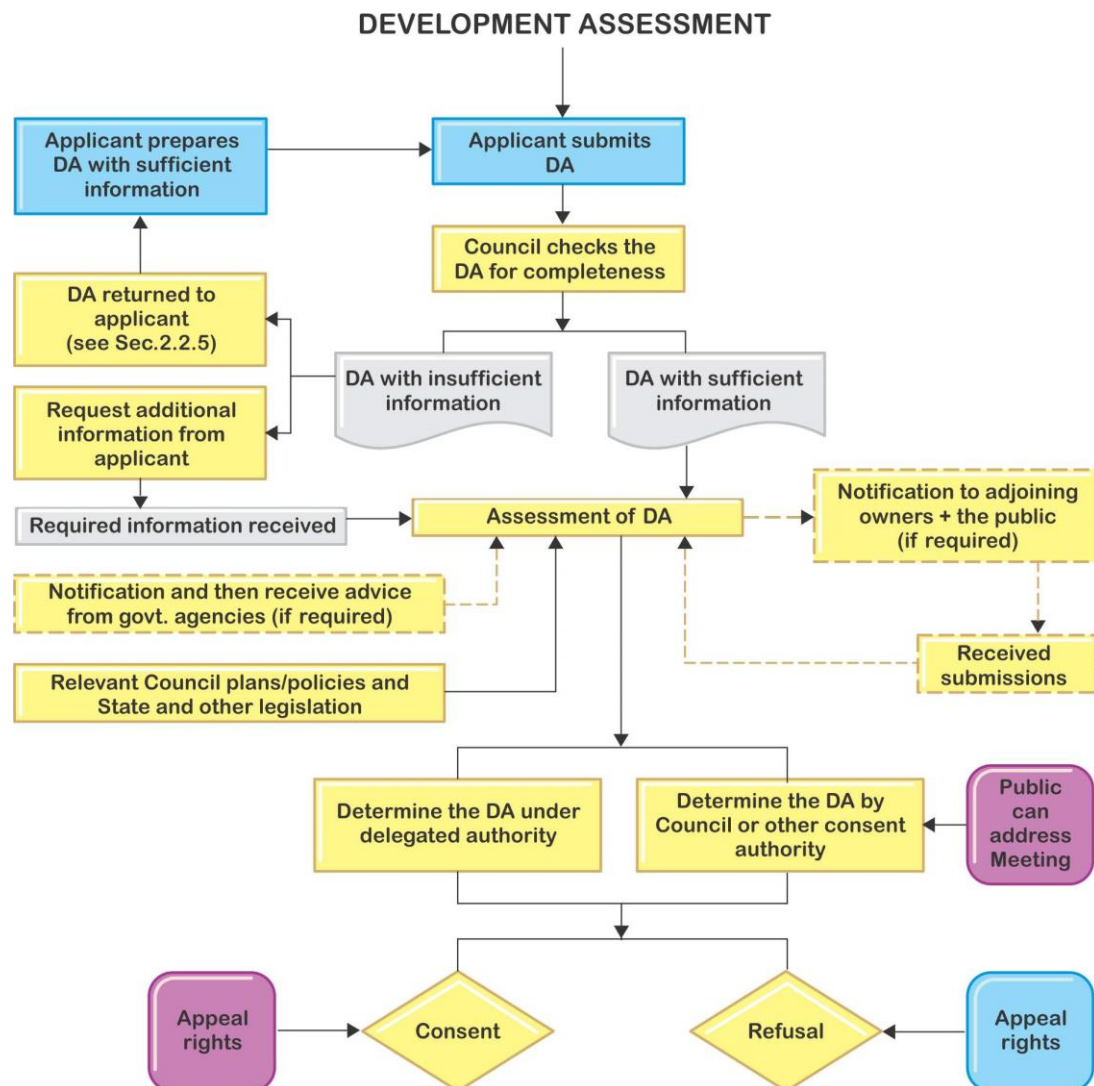 DEVELOPMENT ASSESSMENT
Applicant prepares
DA with sufficient
information
Applicant submits
DA
Council checks the
DA for completeness
DA returned to
applicant
(see Sec.2.2.5)
DA with insufficient
information
DA with sufficient
information
Request additional
information from
applicant
Required information received
Assessment of DA
Notification to adjoining
owners + the public
(if required)
Notification and then receive advice
from govt. agencies (if required)
Received
submissions
Relevant Council plans/policies and
State and other legislation
Determine the DA under
delegated authority
Determine the DA by
Council or other consent
authority
Public
can
address
Meeting
Appeal
rights
Consent
Refusal
Appeal
rights